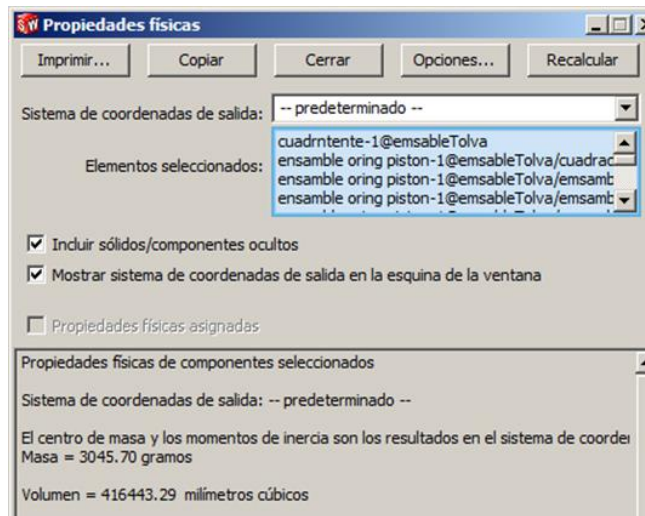 Propiedades físicas
Imprimir... Copiar Cerrar Opciones... Recalcular
Sistema de coordenadas de salida: -- predeterminado --
Elementos seleccionados:
cuadrntente-1@emsableTolva
ensamble oring piston-1@emsableTolva/cuadrac
ensamble oring piston-1@emsableTolva/emsamb
ensamble oring piston-1@emsableTolva/emsamb
Incluir sólidos/componentes ocultos
Mostrar sistema de coordenadas de salida en la esquina de la ventana
Propiedades físicas asignadas
Propiedades físicas de componentes seleccionados
Sistema de coordenadas de salida: -- predeterminado --
El centro de masa y los momentos de inercia son los resultados en el sistema de coorden
Masa = 3045.70 gramos
Volumen = 416443.29 milímetros cúbicos